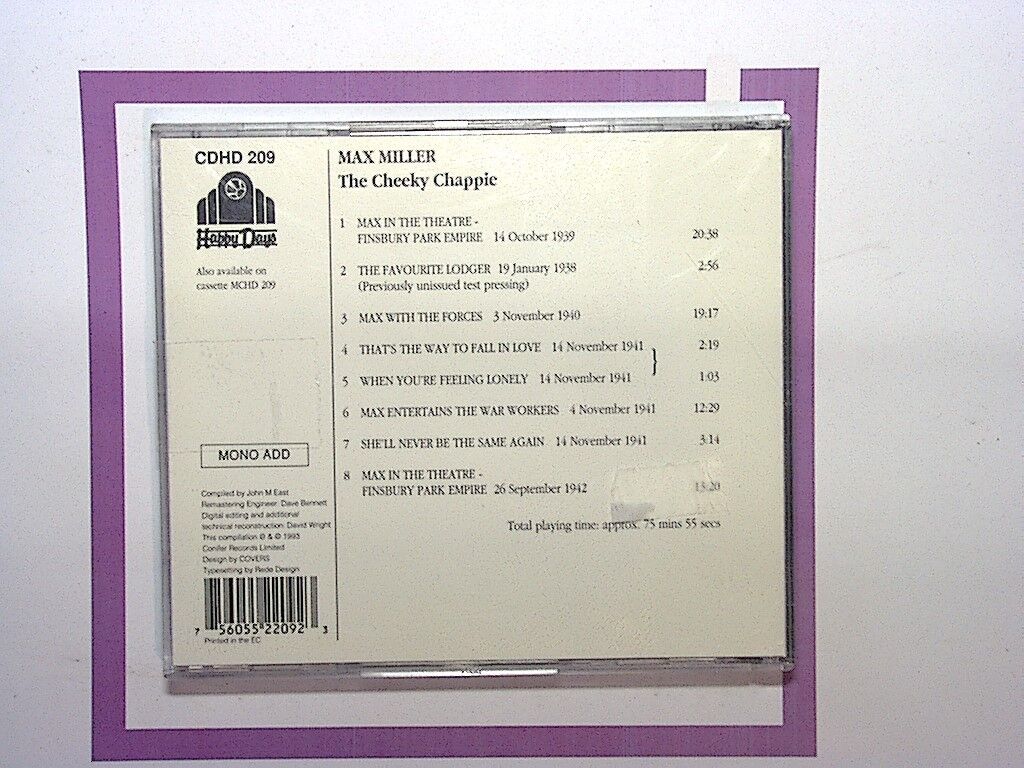 CDHD 209
Happy Days
Also available on
cassette MCHD 209
MONO ADD
Compiled by John M East
Remastering Engineer: Dave Bennett
Digital editing and additional
technical reconstruction: David Wright
This compilation ℗ & © 1993
Conifer Records Limited
Design by COVERS
Typesetting by Rede Design
7 56055 22092 3
Printed in the EC
MAX MILLER
The Cheeky Chappie
1 MAX IN THE THEATRE -
FINSBURY PARK EMPIRE 14 October 1939 20:38
2 THE FAVOURITE LODGER 19 January 1938 2:56
(Previously unissued test pressing)
3 MAX WITH THE FORCES 3 November 1940 19:17
4 THAT'S THE WAY TO FALL IN LOVE 14 November 1941 2:19
5 WHEN YOU'RE FEELING LONELY 14 November 1941 1:03
6 MAX ENTERTAINS THE WAR WORKERS 4 November 1941 12:29
7 SHE'LL NEVER BE THE SAME AGAIN 14 November 1941 3:14
8 MAX IN THE THEATRE -
FINSBURY PARK EMPIRE 26 September 1942 13:20
Total playing time: approx. 75 mins 55 secs